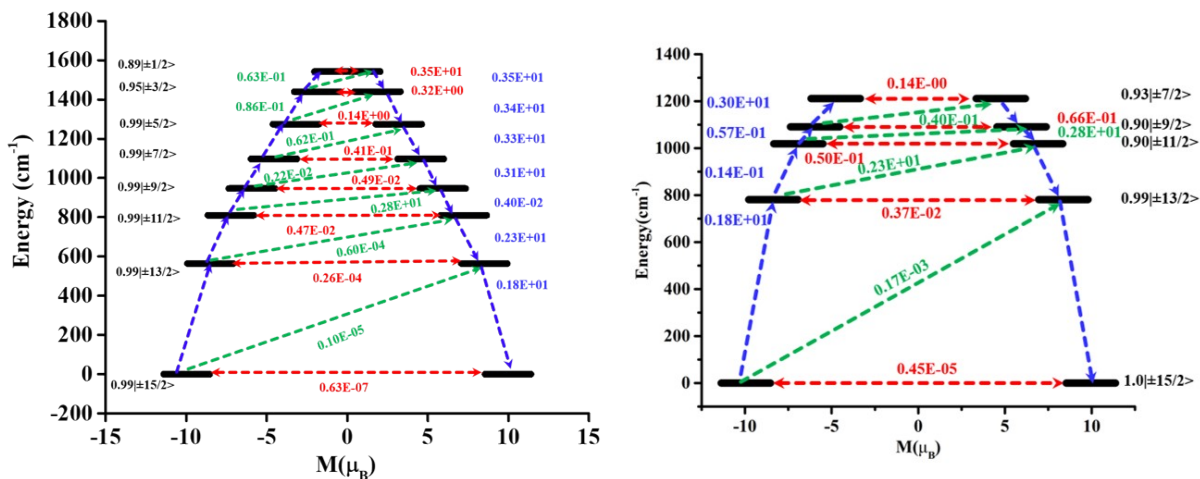 1800
1600
1400
1200
1000
800
600
400
200
0
-200
Energy (cm⁻¹)
-15
-10
-5
0
5
10
15
M(μB)
0.89|±1/2>
0.95|±3/2>
0.99|±5/2>
0.99|±7/2>
0.99|±9/2>
0.99|±11/2>
0.99|±13/2>
0.99|±15/2>
0.63E-01
0.35E+01
0.35E+01
0.86E-01
0.32E+00
0.34E+01
0.14E+00
0.62E-01
0.33E+01
0.41E-01
0.22E-02
0.31E+01
0.49E-02
0.28E+01
0.40E-02
0.47E-02
0.60E-04
0.23E+01
0.26E-04
0.18E+01
0.10E-05
0.63E-07
1400
1200
1000
800
600
400
200
0
Energy(cm⁻¹)
-10
-5
0
5
10
M(μB)
0.14E-00
0.93|±7/2>
0.30E+01
0.40E-01
0.66E-01
0.90|±9/2>
0.57E-01
0.28E+01
0.90|±11/2>
0.50E-01
0.14E-01
0.23E+01
0.99|±13/2>
0.37E-02
0.18E+01
0.17E-03
0.45E-05
1.0|±15/2>